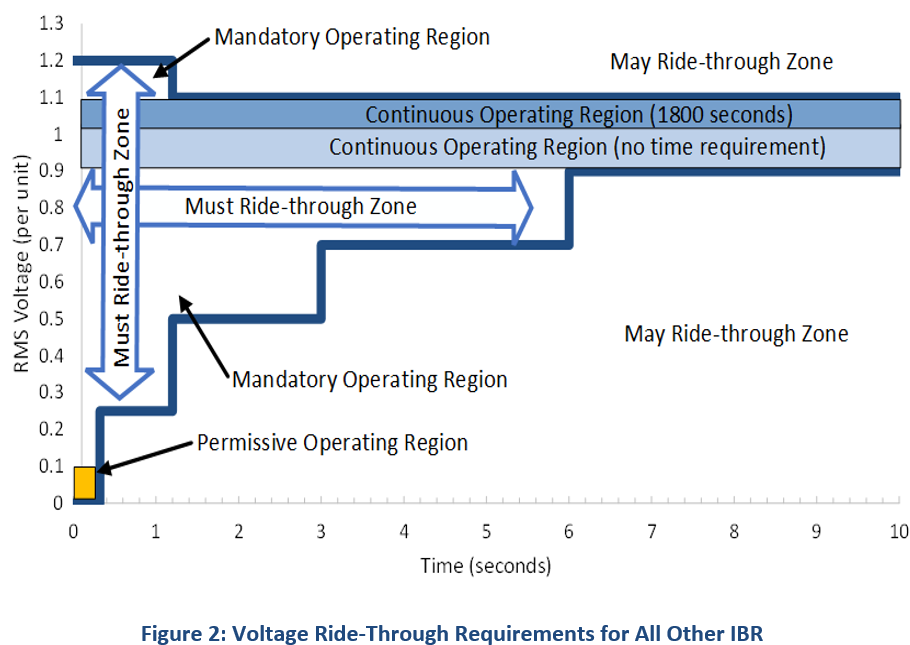 1.3
Mandatory Operating Region
1.2
May Ride-through Zone
1.1
Continuous Operating Region (1800 seconds)
1
Continuous Operating Region (no time requirement)
0.9
Must Ride-through Zone
0.8
Must Ride-through Zone
0.7
RMS Voltage (per unit)
0.6
0.5
May Ride-through Zone
0.4
Mandatory Operating Region
0.3
0.2
Permissive Operating Region
0.1
0
0 1 2 3 4 5 6 7 8 9 10
Time (seconds)
Figure 2: Voltage Ride-Through Requirements for All Other IBR